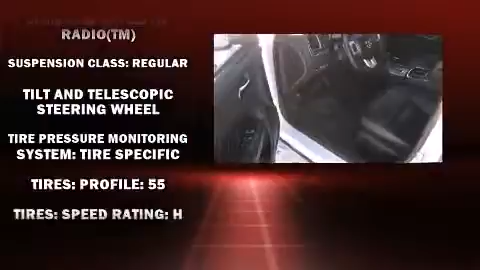 RADIO(TM)
SUSPENSION CLASS: REGULAR
TILT AND TELESCOPIC
STEERING WHEEL
TIRE PRESSURE MONITORING
SYSTEM: TIRE SPECIFIC
TIRES: PROFILE: 55
TIRES: SPEED RATING: H